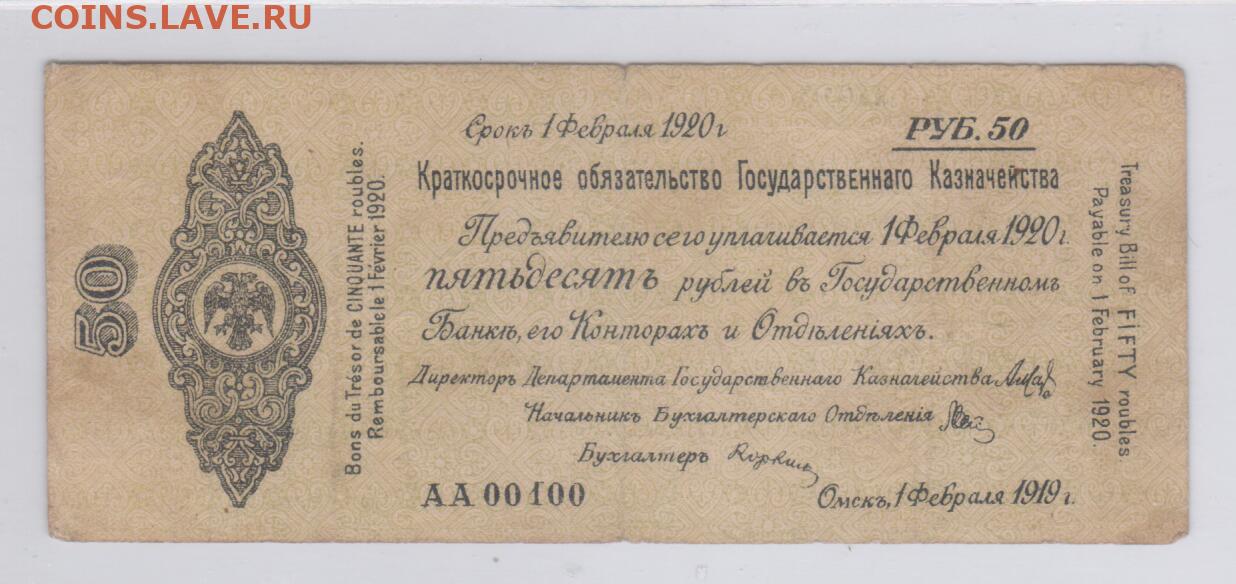 COINS.LAVE.RU
50
Bons du Trésor de CINQUANTE roubles.
Remboursable le 1 Février 1920.
Срокъ 1 Февраля 1920 г
РУБ. 50
Краткосрочное обязательство Государственнаго Казначейства
Предъявителю сего уплачивается 1 Февраля 1920 г.
пятьдесятъ рублей въ Государственномъ
Банкѣ, его Конторахъ и Отдѣленіяхъ.
Директоръ Департамента Государственнаго Казначейства
Начальникъ Бухгалтерскаго Отдѣленія
Бухгалтеръ
АА 00100
Омскъ, 1 Февраля 1919 г.
Treasury Bill of FIFTY roubles.
Payable on 1 February 1920.